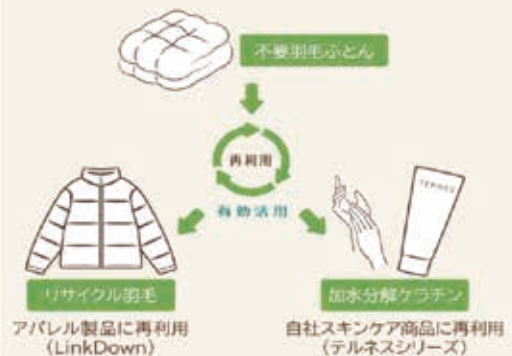 不要羽毛ふとん
再利用
有効活用
TERNES
リサイクル羽毛
加水分解ケラチン
アパレル製品に再利用
(LinkDown)
自社スキンケア商品に再利用
(テルネスシリーズ)